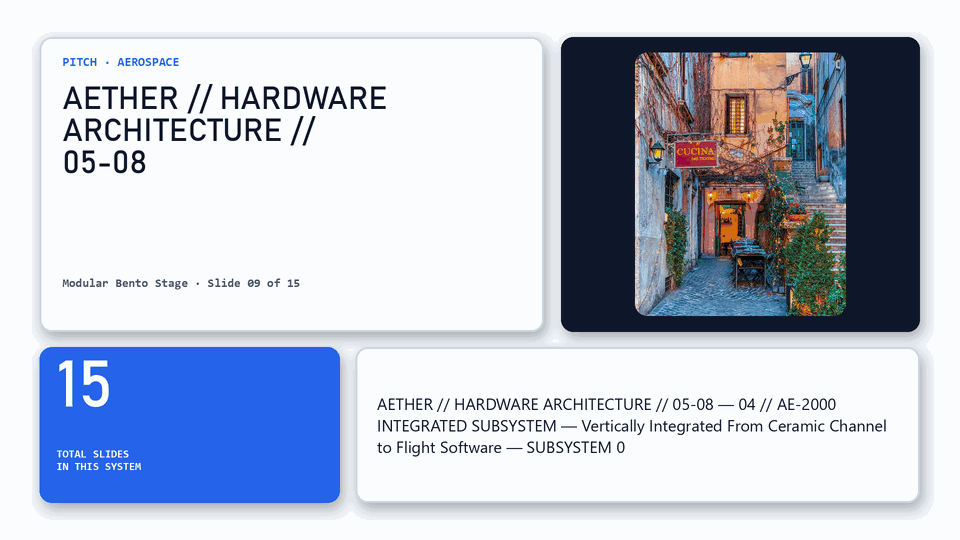 PITCH · AEROSPACE
AETHER // HARDWARE
ARCHITECTURE //
05-08
Modular Bento Stage · Slide 09 of 15
CUCINA
15
TOTAL SLIDES
IN THIS SYSTEM
AETHER // HARDWARE ARCHITECTURE // 05-08 — 04 // AE-2000
INTEGRATED SUBSYSTEM — Vertically Integrated From Ceramic Channel
to Flight Software — SUBSYSTEM 0